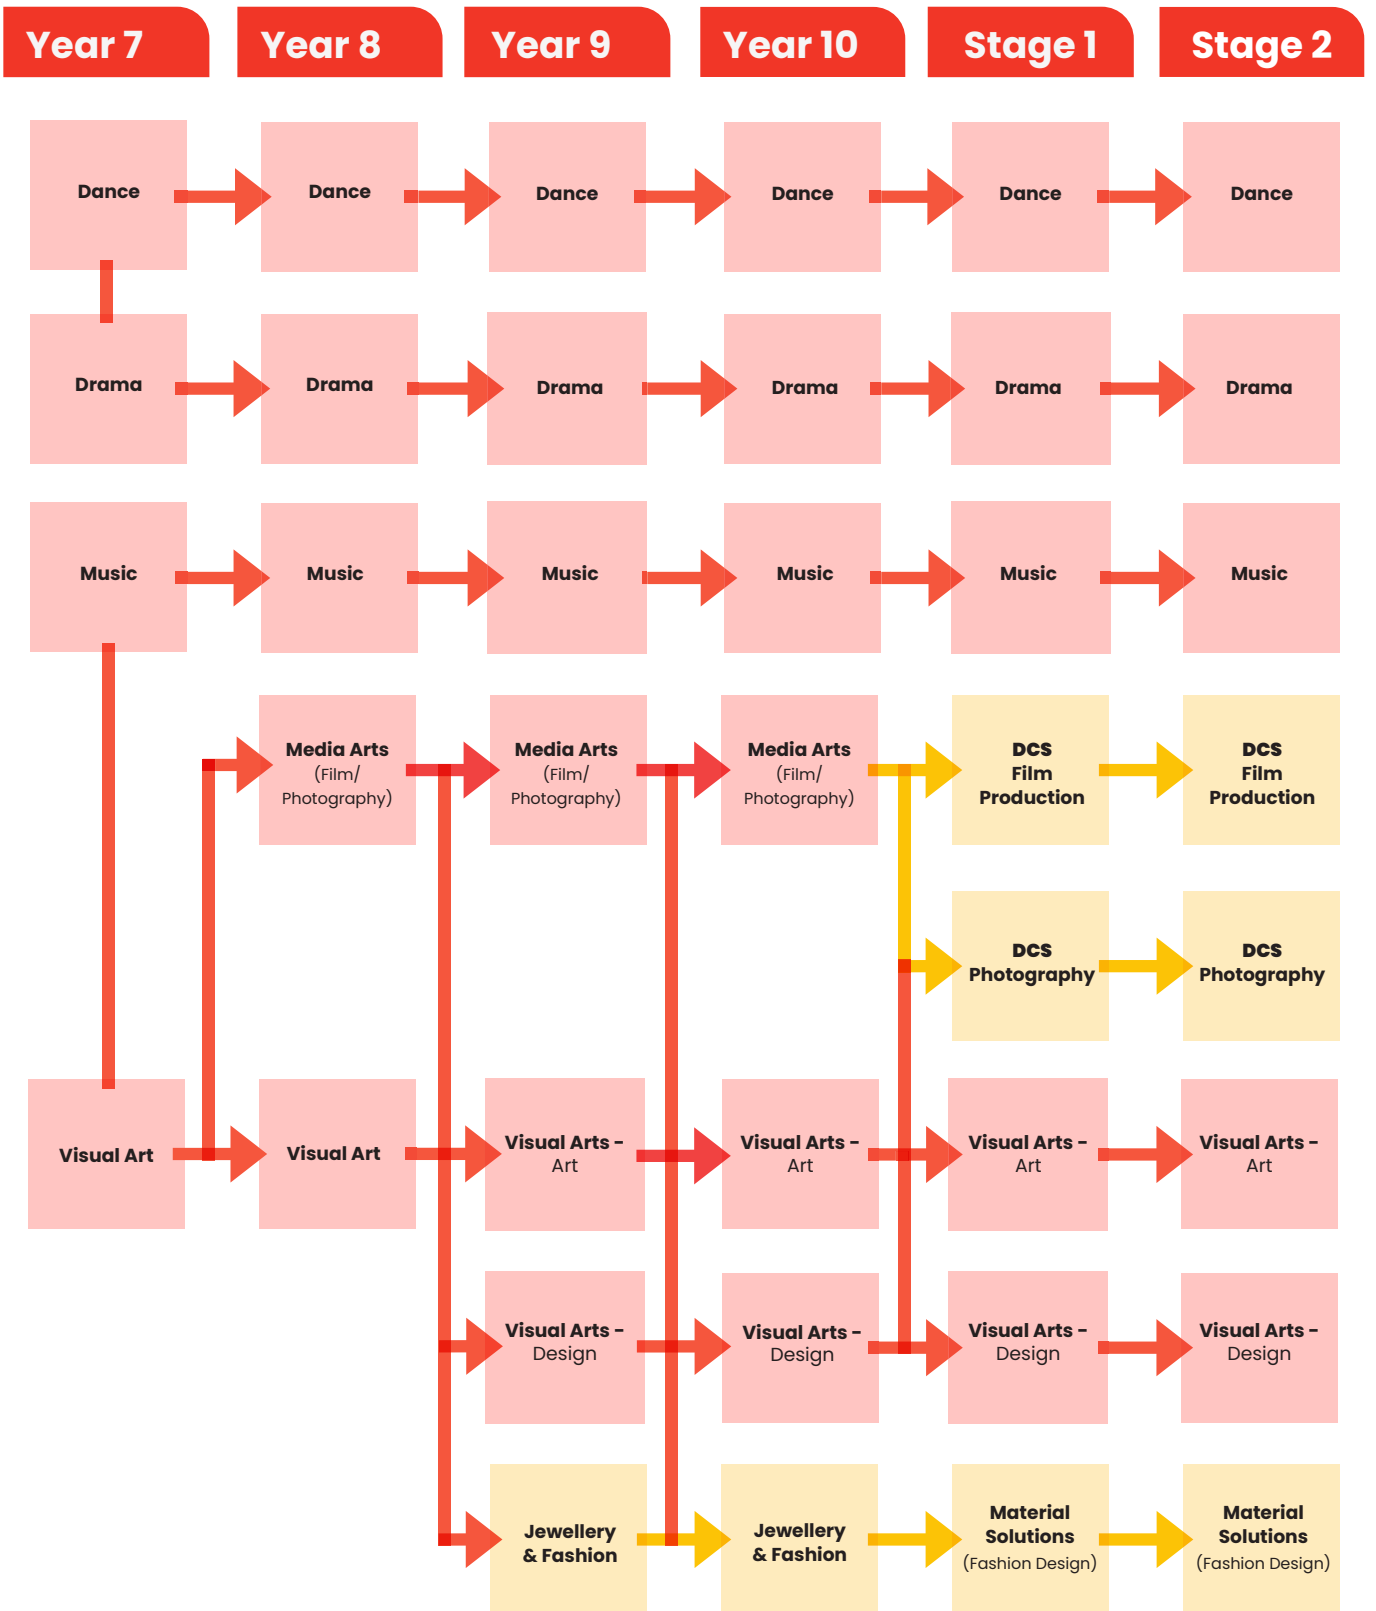 Year 7
Year 8
Year 9
Year 10
Stage 1
Stage 2
Dance
Dance
Dance
Dance
Dance
Dance
Drama
Drama
Drama
Drama
Drama
Drama
Music
Music
Music
Music
Music
Music
Media Arts
(Film/
Photography)
Media Arts
(Film/
Photography)
Media Arts
(Film/
Photography)
DCS
Film
Production
DCS
Film
Production
DCS
Photography
DCS
Photography
Visual Art
Visual Art
Visual Arts -
Art
Visual Arts -
Art
Visual Arts -
Art
Visual Arts -
Art
Visual Arts -
Design
Visual Arts -
Design
Visual Arts -
Design
Visual Arts -
Design
Jewellery
& Fashion
Jewellery
& Fashion
Material
Solutions
(Fashion Design)
Material
Solutions
(Fashion Design)